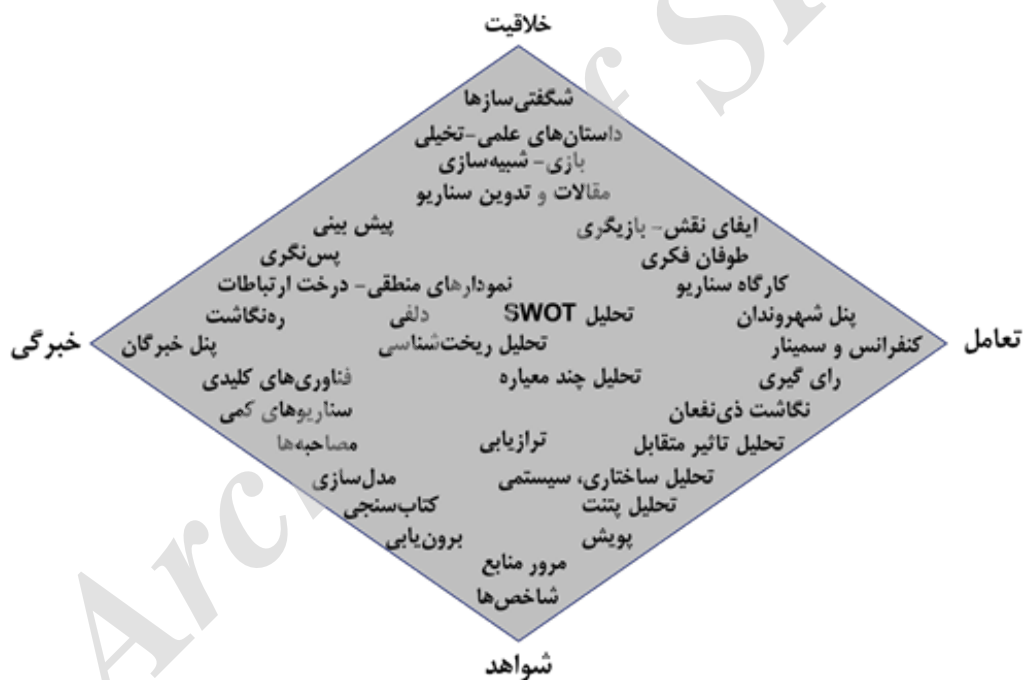 خلاقیت
شگفتی‌سازها
داستان‌های علمی-تخیلی
بازی- شبیه‌سازی
مقالات و تدوین سناریو
ایفای نقش- بازیگری پیش بینی
طوفان فکری پس‌نگری
کارگاه سناریو نمودارهای منطقی- درخت ارتباطات
پنل شهروندان تحلیل SWOT دلفی ره‌نگاشت
تعامل کنفرانس و سمینار تحلیل ریخت‌شناسی پنل خبرگان خبرگی
رای گیری تحلیل چند معیاره فناوری‌های کلیدی
نگاشت ذی‌نفعان سناریوهای کمی
تحلیل تاثیر متقابل ترازیابی مصاحبه‌ها
تحلیل ساختاری، سیستمی مدل‌سازی
تحلیل پتنت کتاب‌سنجی
پویش برون‌یابی
مرور منابع
شاخص‌ها
شواهد